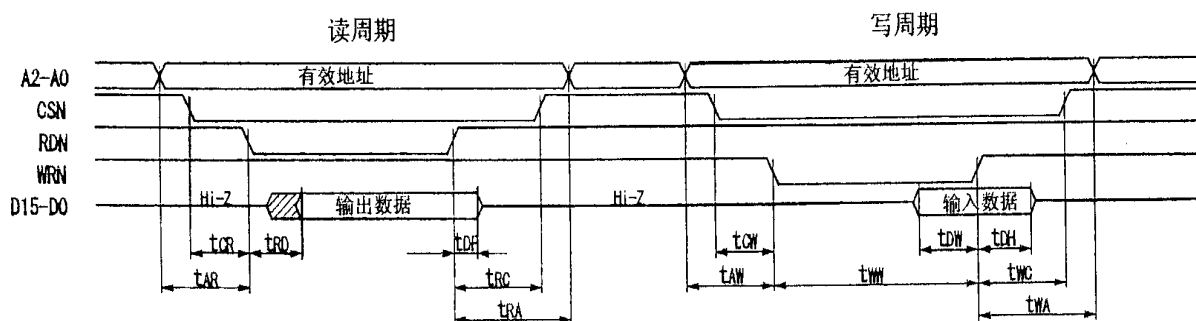 读周期 写周期
A2-A0 有效地址 有效地址
CSN
RDN
WRN
D15-D0 Hi-Z 输出数据 Hi-Z 输入数据
tCR tRD tDF tCW tDW tDH
tAR tRC tAW tWW tWC
tRA tWA